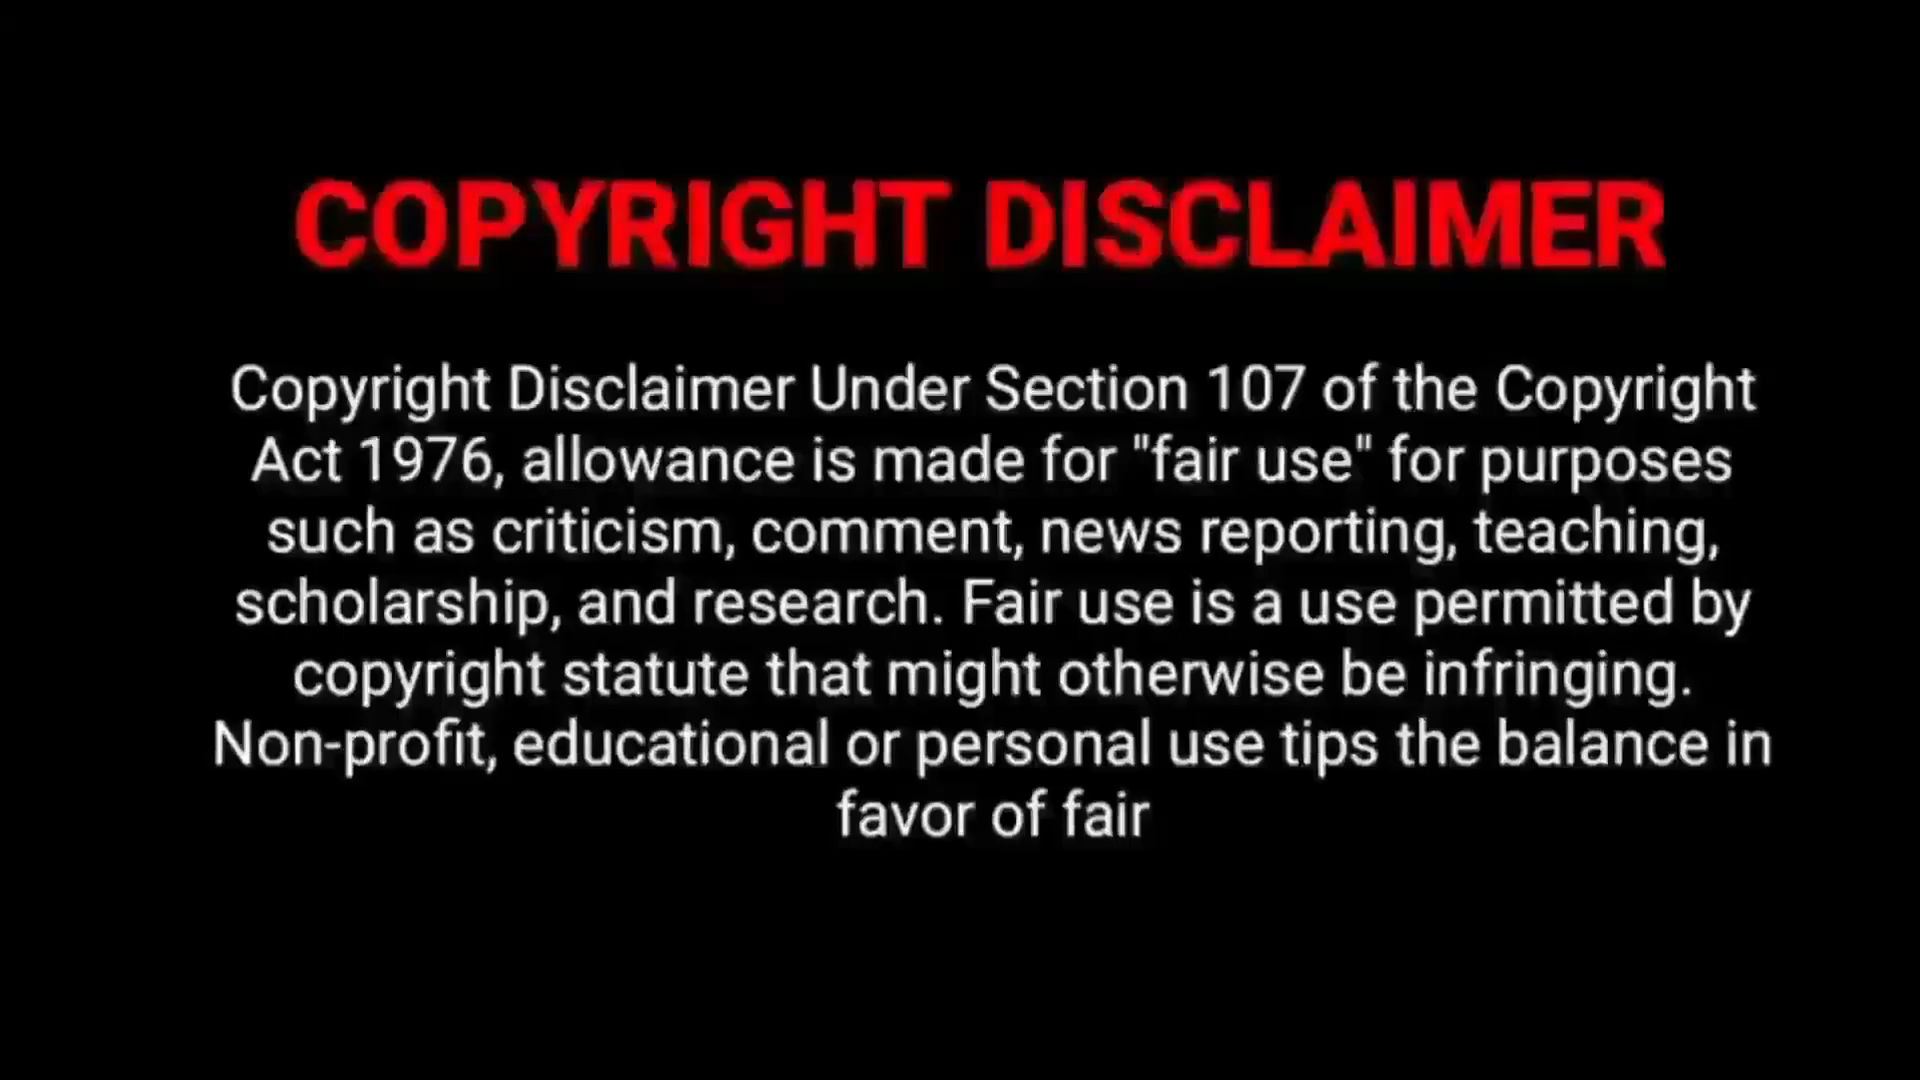 COPYRIGHT DISCLAIMER
Copyright Disclaimer Under Section 107 of the Copyright
Act 1976, allowance is made for "fair use" for purposes
such as criticism, comment, news reporting, teaching,
scholarship, and research. Fair use is a use permitted by
copyright statute that might otherwise be infringing.
Non-profit, educational or personal use tips the balance in
favor of fair